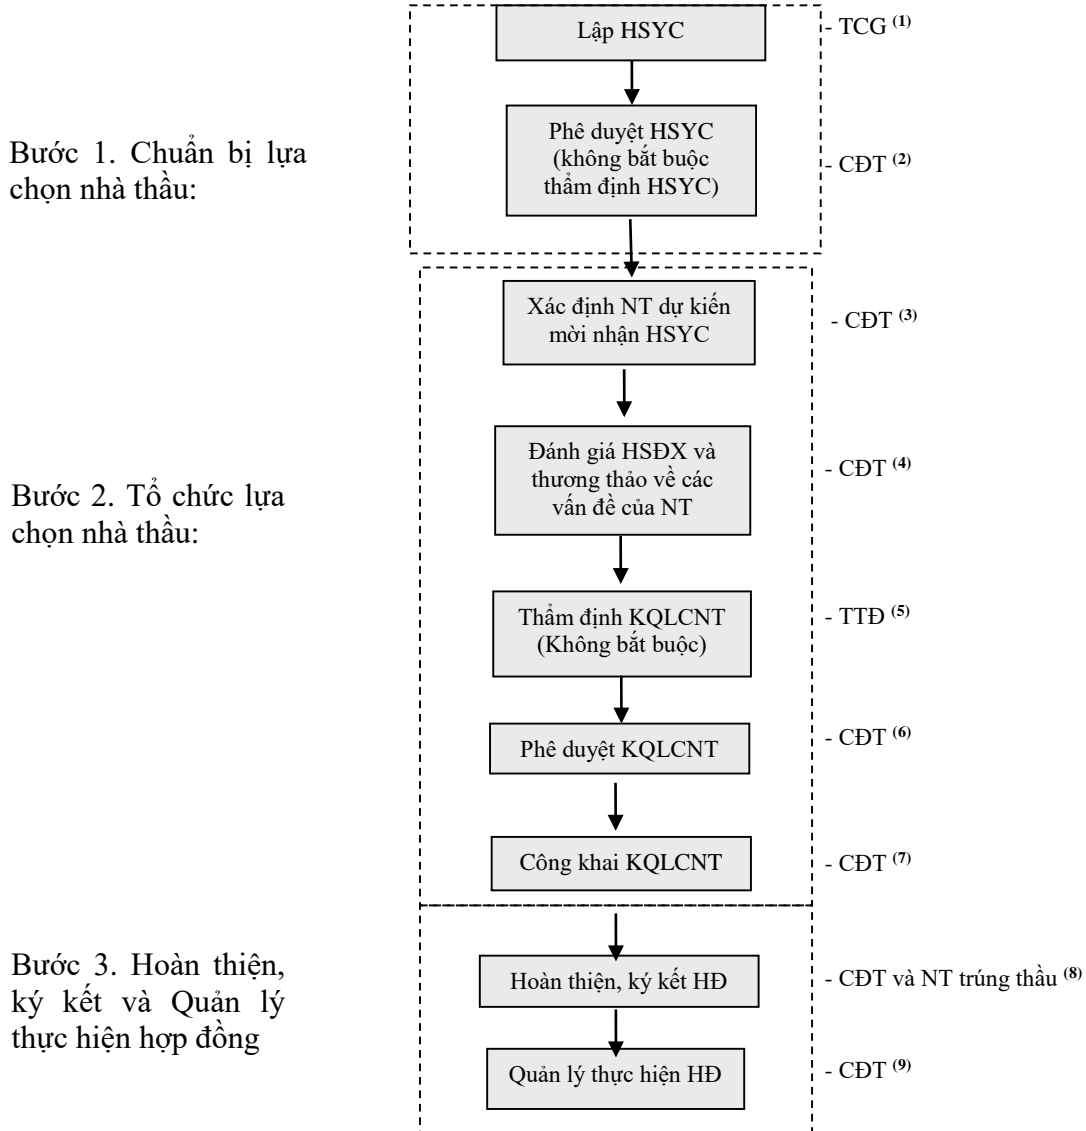 Lập HSYC
- TCG (1)
Bước 1. Chuẩn bị lựa
chọn nhà thầu:
Phê duyệt HSYC
(không bắt buộc
thẩm định HSYC)
- CĐT (2)
Xác định NT dự kiến
mời nhận HSYC
- CĐT (3)
Bước 2. Tổ chức lựa
chọn nhà thầu:
Đánh giá HSĐX và
thương thảo về các
vấn đề của NT
- CĐT (4)
Thẩm định KQLCNT
(Không bắt buộc)
- TTĐ (5)
Phê duyệt KQLCNT
- CĐT (6)
Công khai KQLCNT
- CĐT (7)
Bước 3. Hoàn thiện,
ký kết và Quản lý
thực hiện hợp đồng
Hoàn thiện, ký kết HĐ
- CĐT và NT trúng thầu (8)
Quản lý thực hiện HĐ
- CĐT (9)